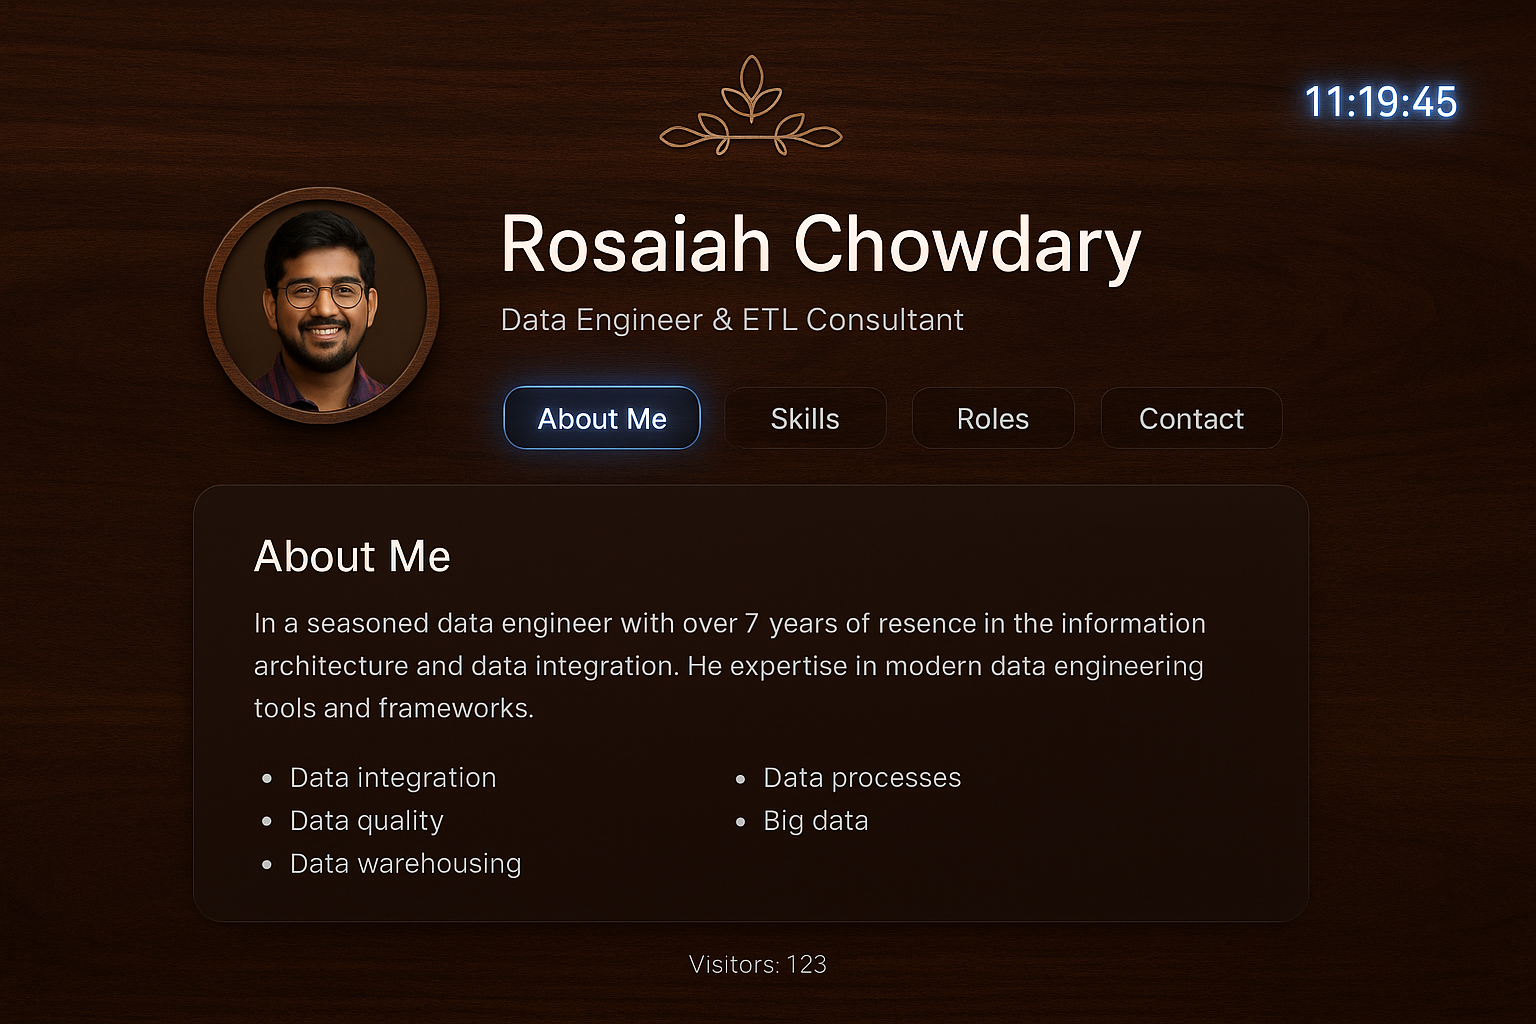 11:19:45
Rosaiah Chowdary
Data Engineer & ETL Consultant
About Me
Skills
Roles
Contact
About Me
In a seasoned data engineer with over 7 years of resence in the information
architecture and data integration. He expertise in modern data engineering
tools and frameworks.
Data integration
Data quality
Data warehousing
Data processes
Big data
Visitors: 123